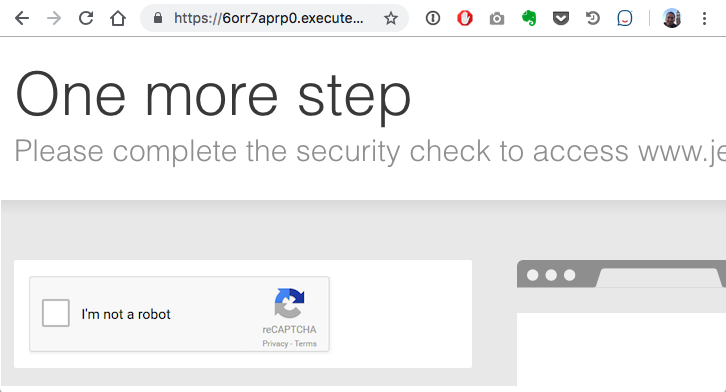 https://6orr7aprp0.execute...
One more step
Please complete the security check to access www.je
I'm not a robot
reCAPTCHA
Privacy - Terms